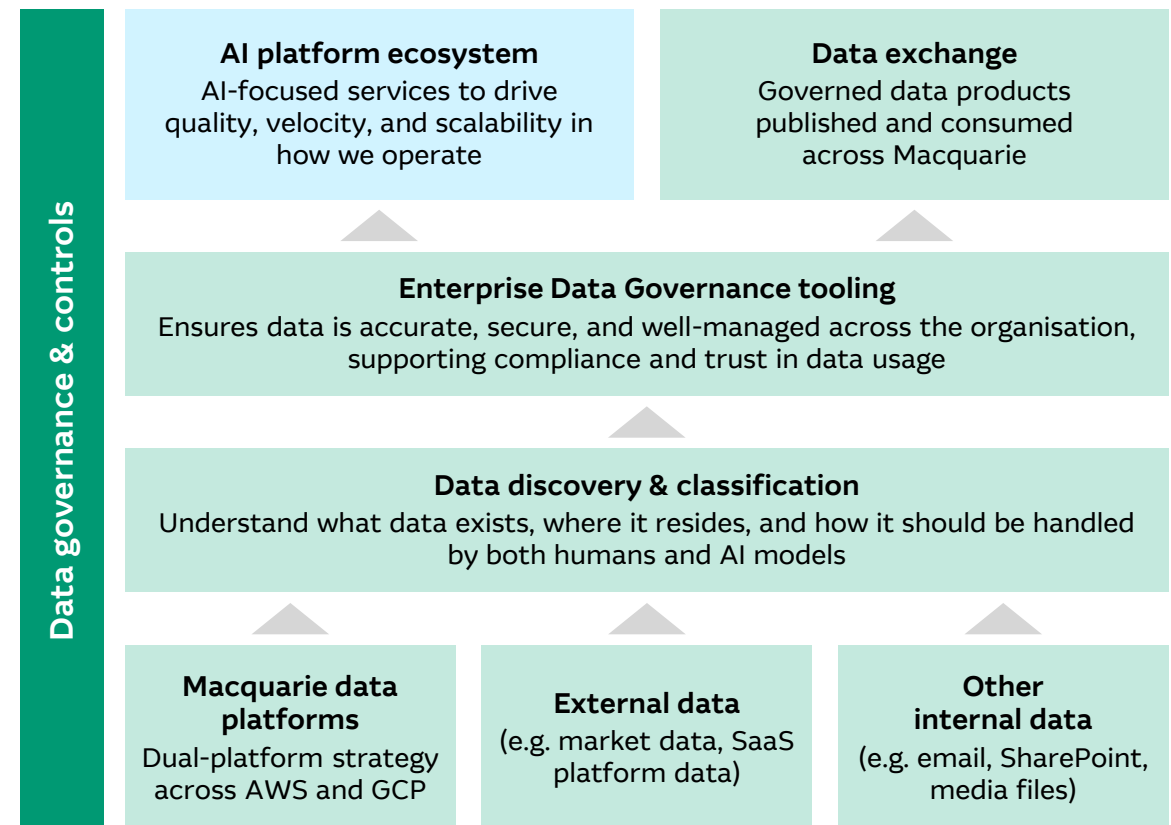 Data governance & controls
AI platform ecosystem
AI-focused services to drive
quality, velocity, and scalability in
how we operate
Data exchange
Governed data products
published and consumed
across Macquarie
Enterprise Data Governance tooling
Ensures data is accurate, secure, and well-managed across the organisation,
supporting compliance and trust in data usage
Data discovery & classification
Understand what data exists, where it resides, and how it should be handled
by both humans and AI models
Macquarie data
platforms
Dual-platform strategy
across AWS and GCP
External data
(e.g. market data, SaaS
platform data)
Other
internal data
(e.g. email, SharePoint,
media files)